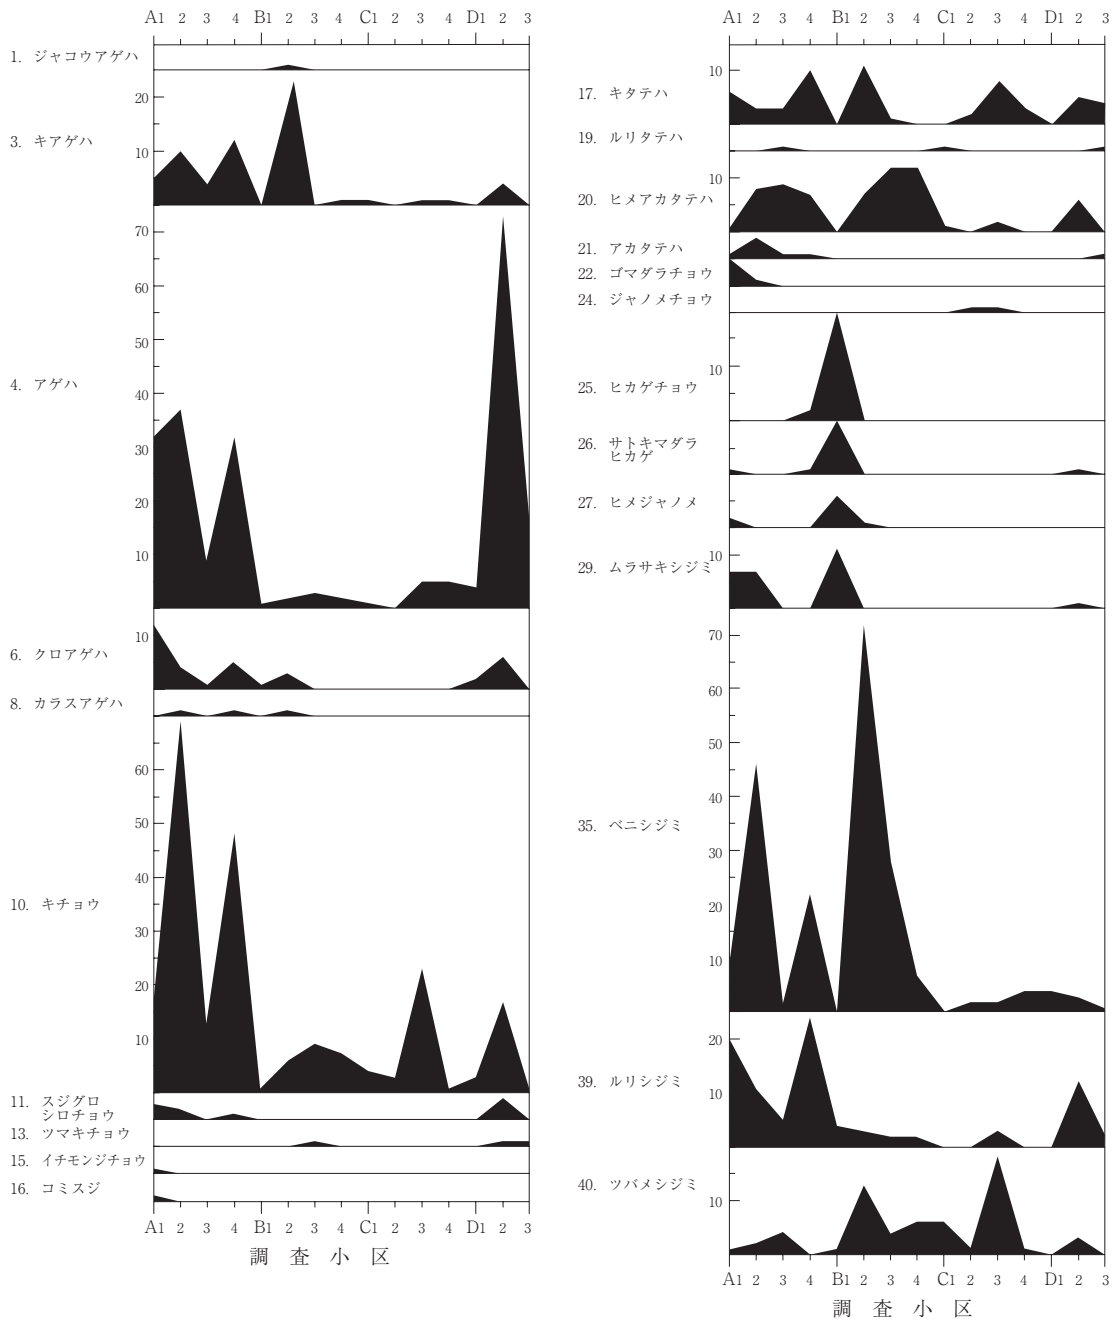 A1 2 3 4 B1 2 3 4 C1 2 3 4 D1 2 3
1. ジャコウアゲハ
20
10
3. キアゲハ
70
60
50
40
30
20
10
4. アゲハ
10
6. クロアゲハ
8. カラスアゲハ
60
50
40
30
20
10
10. キチョウ
11. スジグロ
シロチョウ
13. ツマキチョウ
15. イチモンジチョウ
16. コミスジ
A1 2 3 4 B1 2 3 4 C1 2 3 4 D1 2 3
調査小区
A1 2 3 4 B1 2 3 4 C1 2 3 4 D1 2 3
10
17. キタテハ
19. ルリタテハ
10
20. ヒメアカタテハ
21. アカタテハ
22. ゴマダラチョウ
24. ジャノメチョウ
10
25. ヒカゲチョウ
26. サトキマダラ
ヒカゲ
27. ヒメジャノメ
10
29. ムラサキシジミ
70
60
50
40
30
20
10
35. ベニシジミ
20
10
39. ルリシジミ
10
40. ツバメシジミ
A1 2 3 4 B1 2 3 4 C1 2 3 4 D1 2 3
調査小区